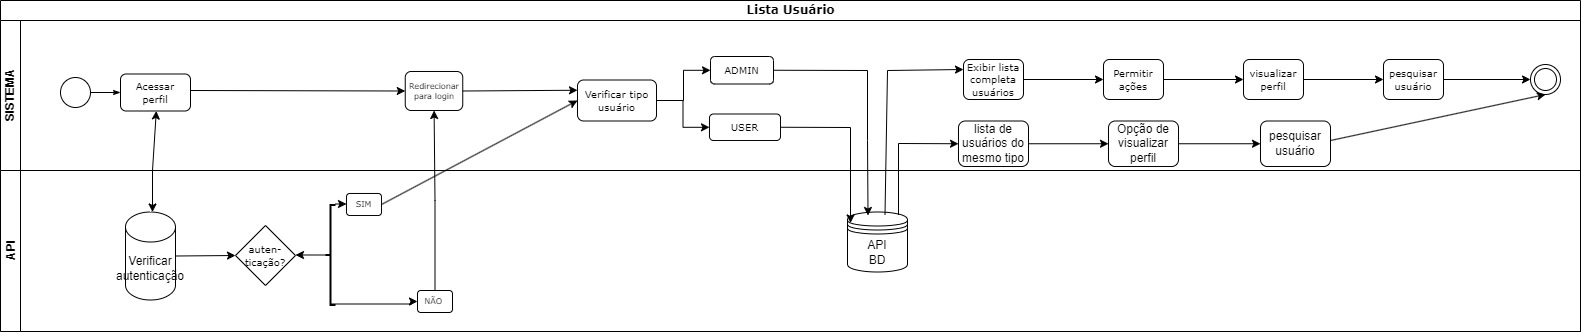 Lista Usuário
SISTEMA
Acessar
perfil
Redirecionar
para login
Verificar tipo
usuário
ADMIN
USER
Exibir lista
completa
usuários
Permitir
ações
visualizar
perfil
pesquisar
usuário
lista de
usuários do
mesmo tipo
Opção de
visualizar
perfil
pesquisar
usuário
API
Verificar
autenticação
auten-
ticação?
SIM
NÃO
API
BD